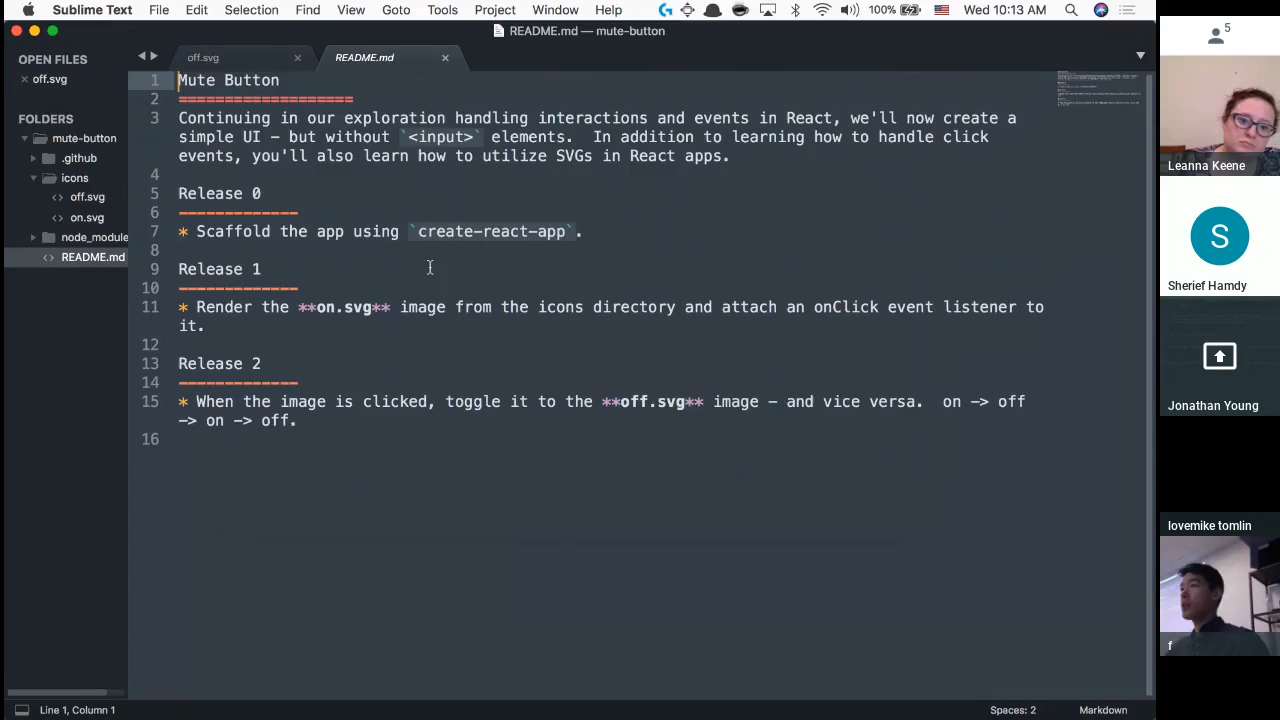 Sublime Text File Edit Selection Find View Goto Tools Project Window Help 100% Wed 10:13 AM
README.md — mute-button
5
OPEN FILES
off.svg
FOLDERS
mute-button
.github
icons
off.svg
on.svg
node_module
README.md
off.svg README.md
1 Mute Button
2 ===================
3 Continuing in our exploration handling interactions and events in React, we'll now create a
simple UI - but without `<input>` elements.  In addition to learning how to handle click
events, you'll also learn how to utilize SVGs in React apps.
4
5 Release 0
6 -------------
7 * Scaffold the app using `create-react-app`.
8
9 Release 1
10 -------------
11 * Render the **on.svg** image from the icons directory and attach an onClick event listener to
it.
12
13 Release 2
14 -------------
15 * When the image is clicked, toggle it to the **off.svg** image - and vice versa.  on -> off
-> on -> off.
16
Line 1, Column 1
Spaces: 2
Markdown
Leanna Keene
S
Sherief Hamdy
Jonathan Young
lovemike tomlin
f